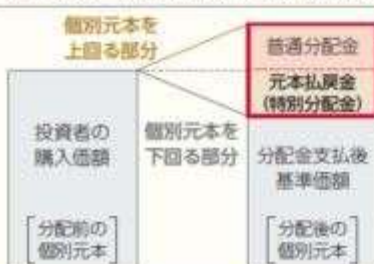 個別元本を
上回る部分
普通分配金
元本払戻金
(特別分配金)
投資者の
購入価額
個別元本を
下回る部分
分配金支払後
基準価額
分配前の
個別元本
分配後の
個別元本